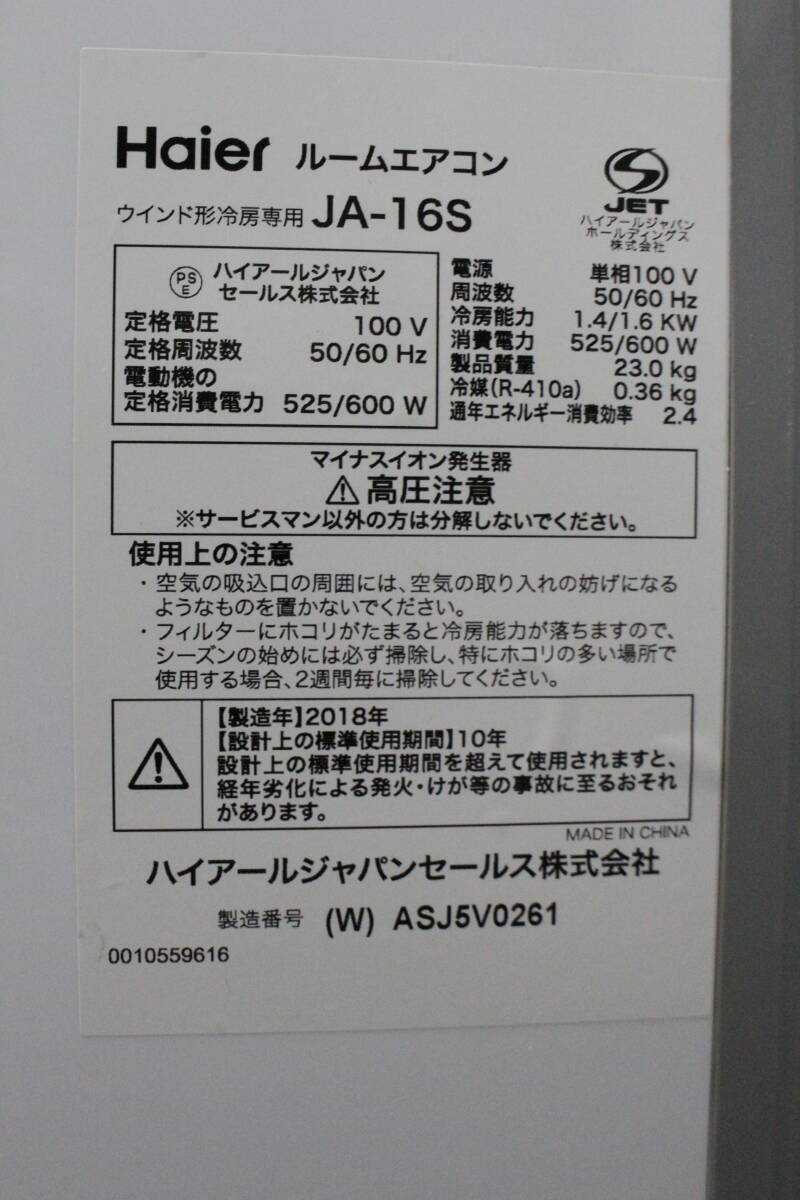 Haier ルームエアコン
ウインド形冷房専用 JA-16S
JET
ハイアールジャパン
ホールディングス
株式会社
PS
E
ハイアールジャパン
セールス株式会社
定格電圧 100 V
定格周波数 50/60 Hz
電動機の
定格消費電力 525/600 W
電源 単相100 V
周波数 50/60 Hz
冷房能力 1.4/1.6 KW
消費電力 525/600 W
製品質量 23.0 kg
冷媒(R-410a) 0.36 kg
通年エネルギー消費効率 2.4
マイナスイオン発生器
高圧注意
※サービスマン以外の方は分解しないでください。
使用上の注意
・空気の吸込口の周囲には、空気の取り入れの妨げになる
ようなものを置かないでください。
・フィルターにホコリがたまると冷房能力が落ちますので、
シーズンの始めには必ず掃除し、特にホコリの多い場所で
使用する場合、2週間毎に掃除してください。
【製造年】2018年
【設計上の標準使用期間】10年
設計上の標準使用期間を超えて使用されますと、
経年劣化による発火・けが等の事故に至るおそれ
があります。
MADE IN CHINA
ハイアールジャパンセールス株式会社
製造番号 (W) ASJ5V0261
0010559616